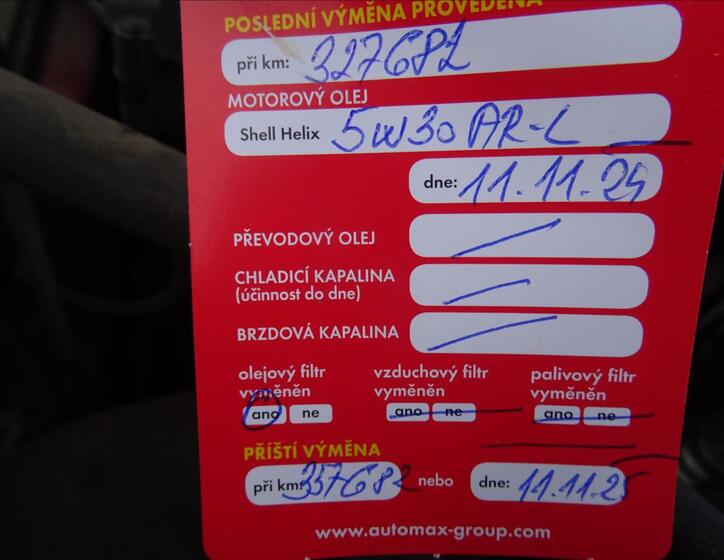 POSLEDNÍ VÝMĚNA PROVEDENA
při km: 327682
MOTOROVÝ OLEJ
Shell Helix 5W30 AR-L
dne: 11.11.24
PŘEVODOVÝ OLEJ
CHLADICÍ KAPALINA
(účinnost do dne)
BRZDOVÁ KAPALINA
olejový filtr vzduchový filtr palivový filtr
vyměněn vyměněn vyměněn
ano ne ano ne ano ne
PŘÍŠTÍ VÝMĚNA
při km: 357682 nebo dne: 11.11.25
www.automax-group.com